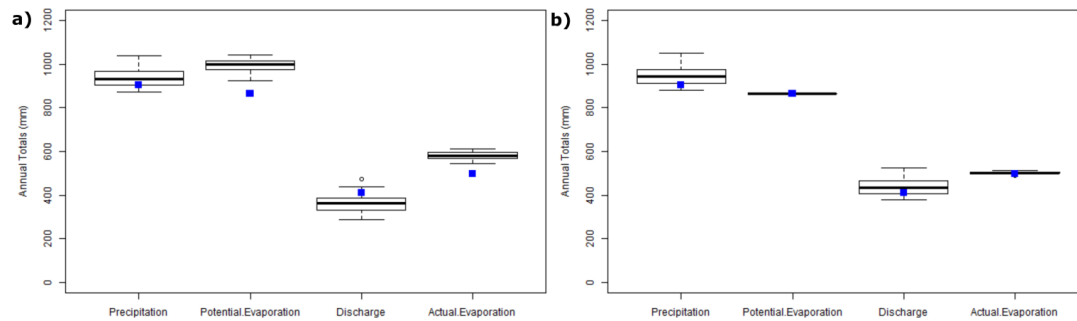 a)
Annual Totals (mm)
1200
1000
800
600
400
200
0
Precipitation Potential.Evaporation Discharge Actual.Evaporation
b)
Annual Totals (mm)
1200
1000
800
600
400
200
0
Precipitation Potential.Evaporation Discharge Actual.Evaporation